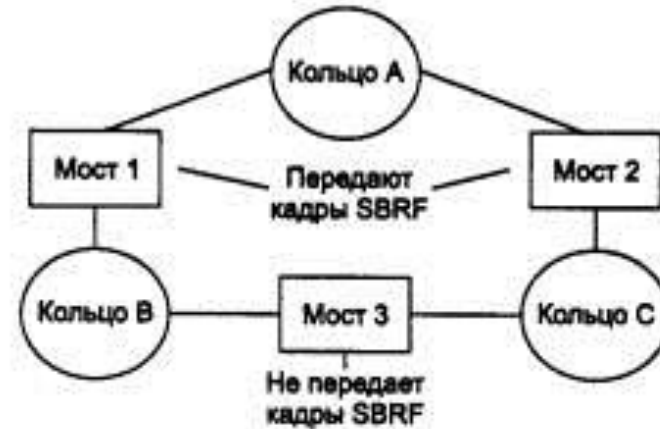 Кольцо A
Мост 1
Передают
кадры SBRF
Мост 2
Кольцо B
Мост 3
Кольцо C
Не передает
кадры SBRF